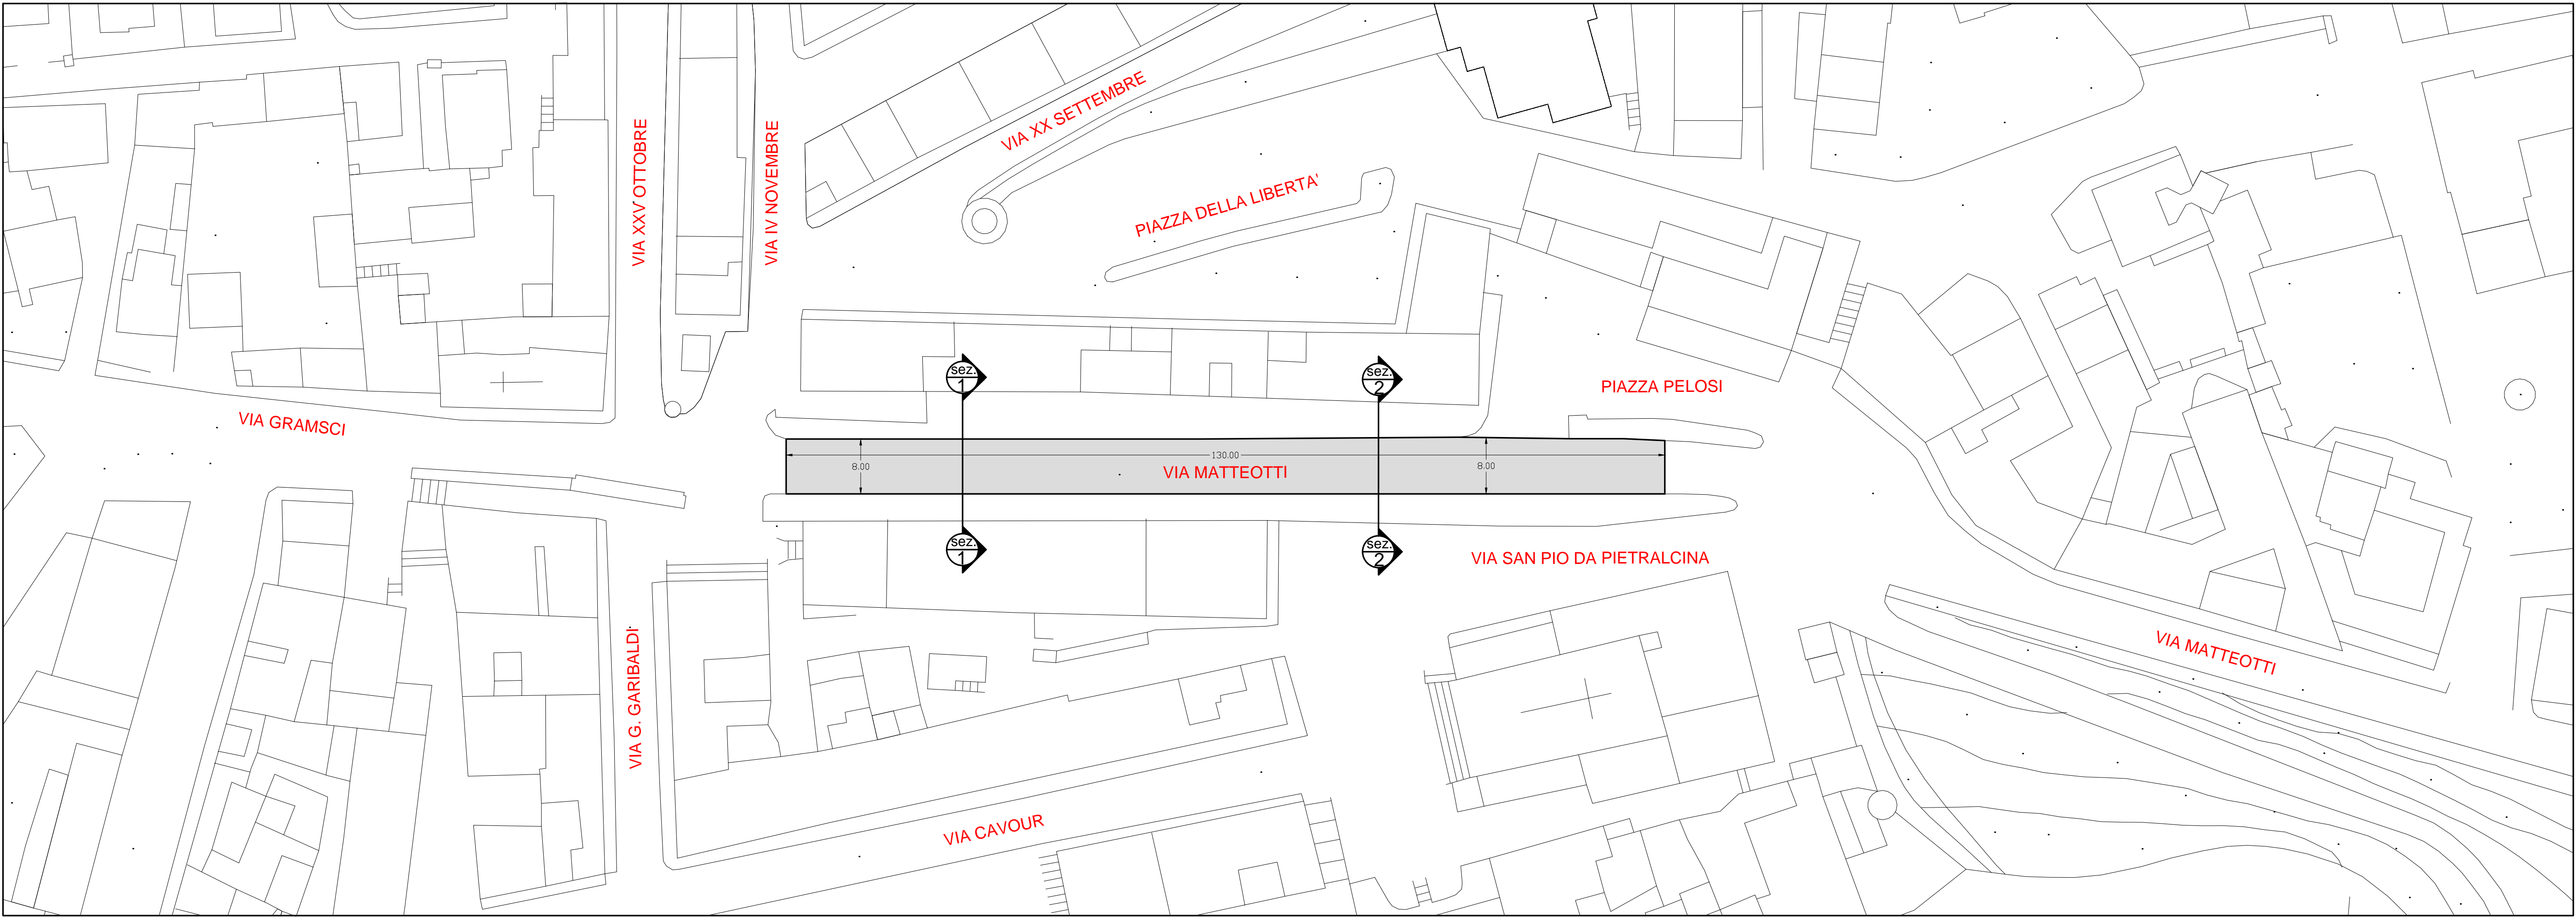 VIA XX SETTEMBRE
VIA XXV OTTOBRE
VIA IV NOVEMBRE
PIAZZA DELLA LIBERTA'
sez.
1
sez.
2
PIAZZA PELOSI
VIA GRAMSCI
130.00
8.00
VIA MATTEOTTI
8.00
sez.
1
sez.
2
VIA SAN PIO DA PIETRALCINA
VIA G. GARIBALDI
VIA MATTEOTTI
VIA CAVOUR